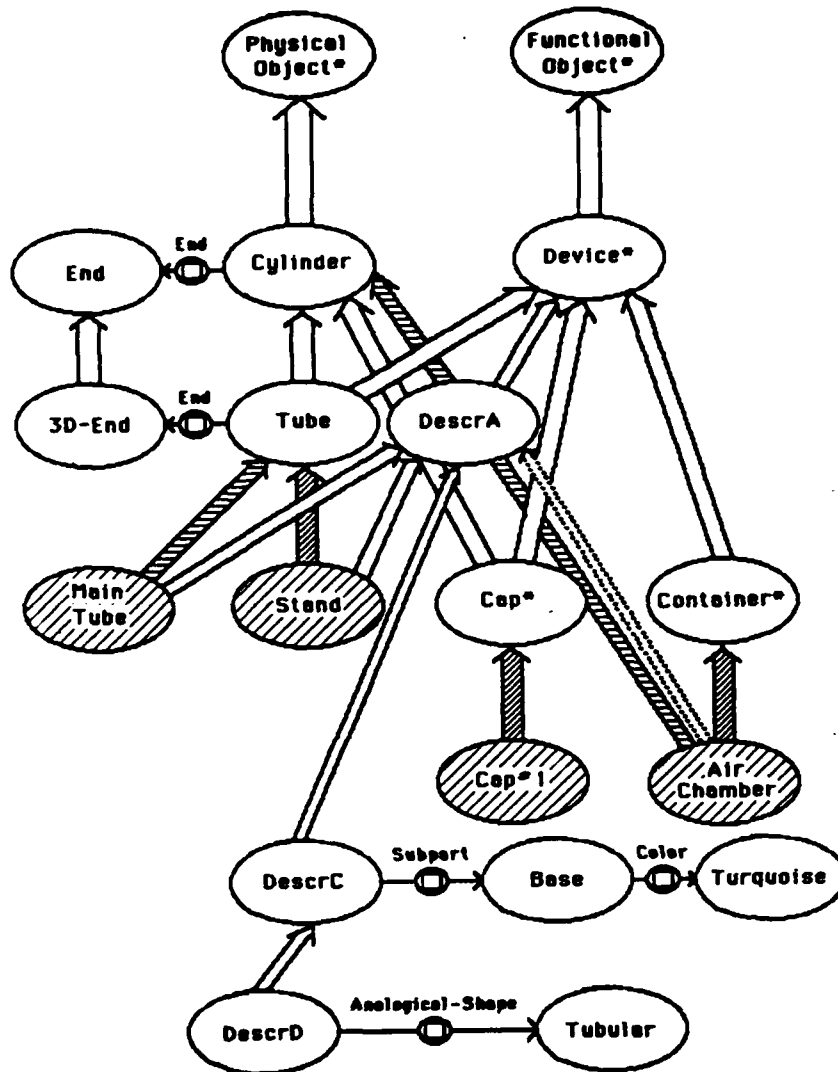 Physical
Object*
Functional
Object*
End
End
Cylinder
Device*
3D-End
End
Tube
DescrA
Main
Tube
Stand
Cap*
Container*
Cap#1
Air
Chamber
DescrC
Subpart
Base
Color
Turquoise
DescrD
Analogical-Shape
Tubular